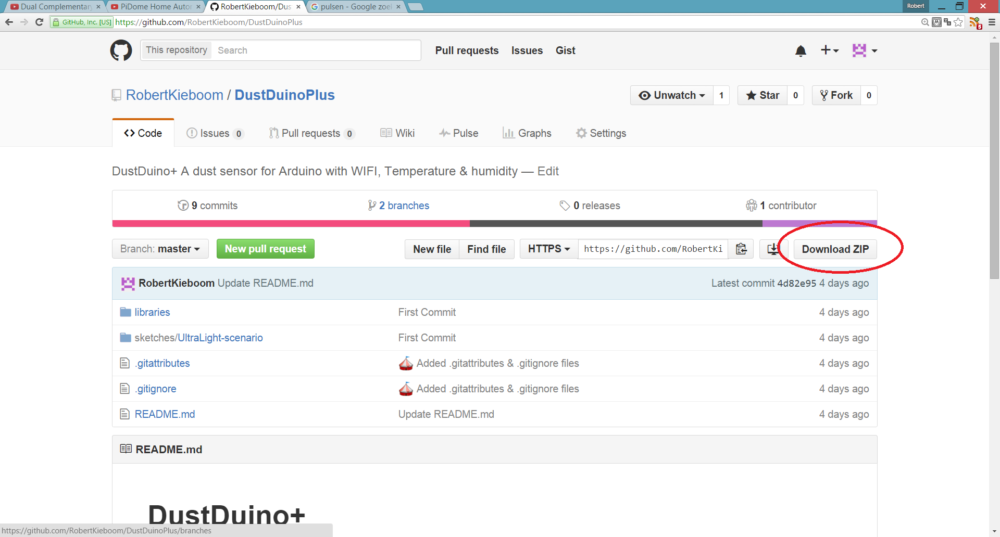 Dual Complementary
PiDome Home Autor
RobertKieboom/Dus
pulsen - Google zoel
Robert
GitHub, Inc. [US] https://github.com/RobertKieboom/DustDuinoPlus
5
This repository Search Pull requests Issues Gist
RobertKieboom / DustDuinoPlus
Unwatch 1 Star 0 Fork 0
Code Issues 0 Pull requests 0 Wiki Pulse Graphs Settings
DustDuino+ A dust sensor for Arduino with WIFI, Temperature & humidity — Edit
9 commits 2 branches 0 releases 1 contributor
Branch: master New pull request New file Find file HTTPS https://github.com/RobertKi Download ZIP
RobertKieboom Update README.md Latest commit 4d82e95 4 days ago
libraries First Commit 4 days ago
sketches/UltraLight-scenario First Commit 4 days ago
.gitattributes Added .gitattributes & .gitignore files 4 days ago
.gitignore Added .gitattributes & .gitignore files 4 days ago
README.md Update README.md 4 days ago
README.md
DustDuino+
https://github.com/RobertKieboom/DustDuinoPlus/branches